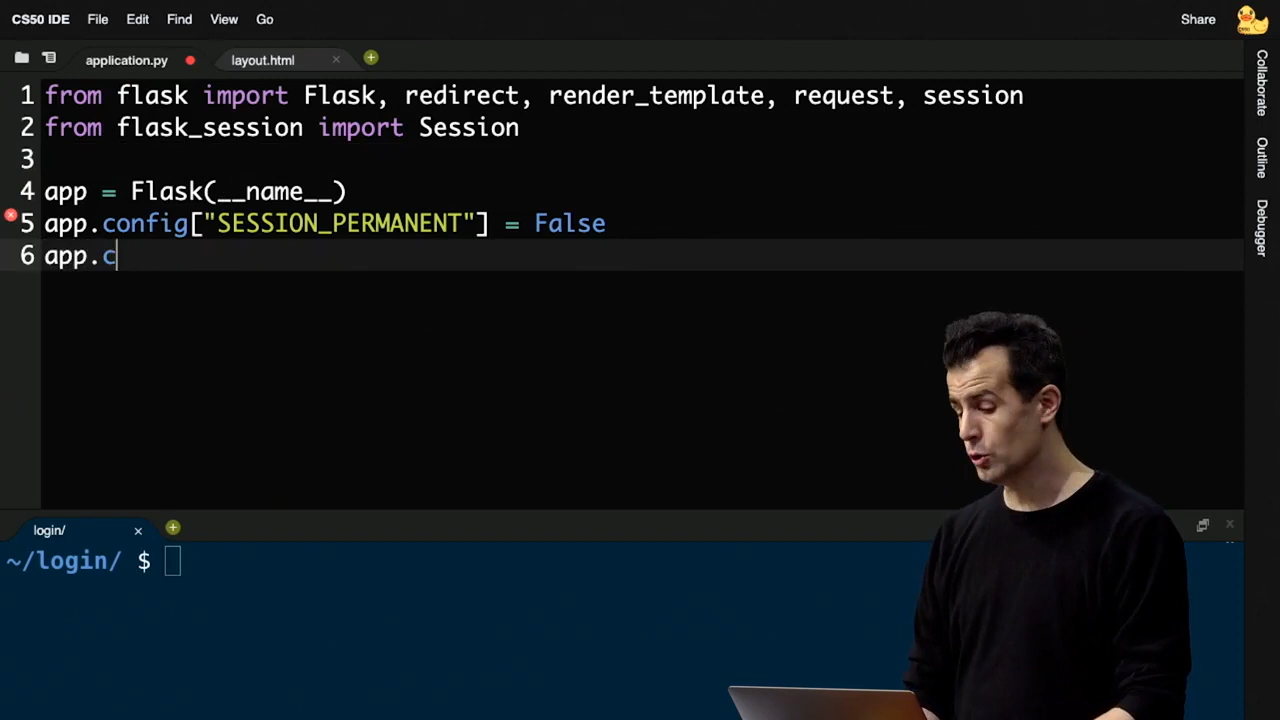 CS50 IDE File Edit Find View Go Share
application.py layout.html
1 from flask import Flask, redirect, render_template, request, session
2 from flask_session import Session
3
4 app = Flask(__name__)
5 app.config["SESSION_PERMANENT"] = False
6 app.c
Collaborate
Outline
Debugger
login/
~/login/ $